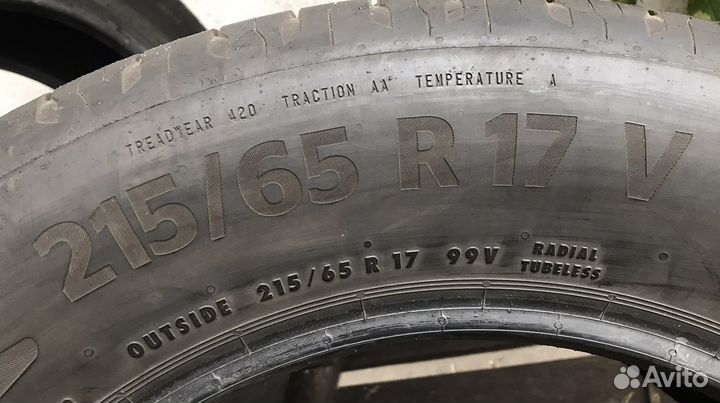 TREADWEAR 420 TRACTION AA TEMPERATURE A
215/65 R 17 V
OUTSIDE 215/65 R 17 99V RADIAL TUBELESS
Avito